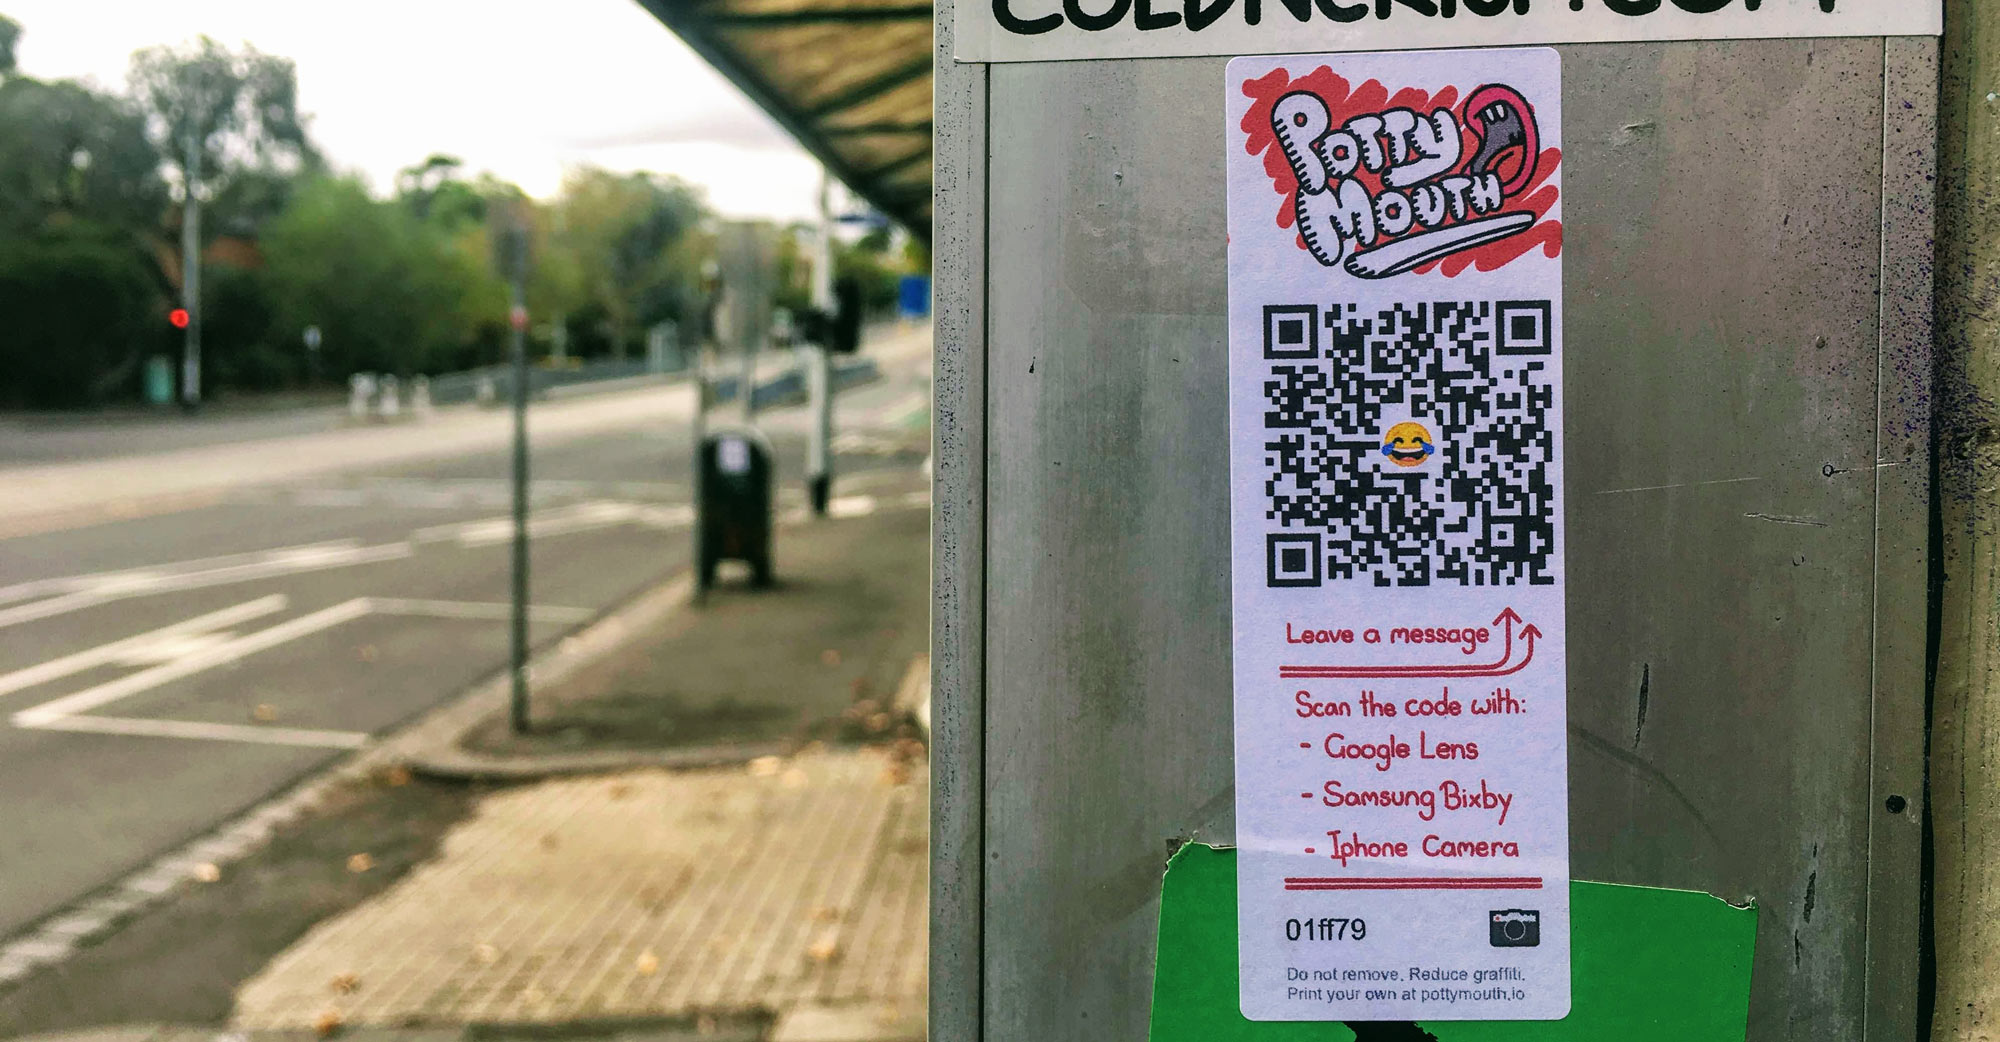 Potty
Mouth
Leave a message
Scan the code with:
- Google Lens
- Samsung Bixby
- Iphone Camera
01ff79
Do not remove. Reduce graffiti.
Print your own at pottymouth.io